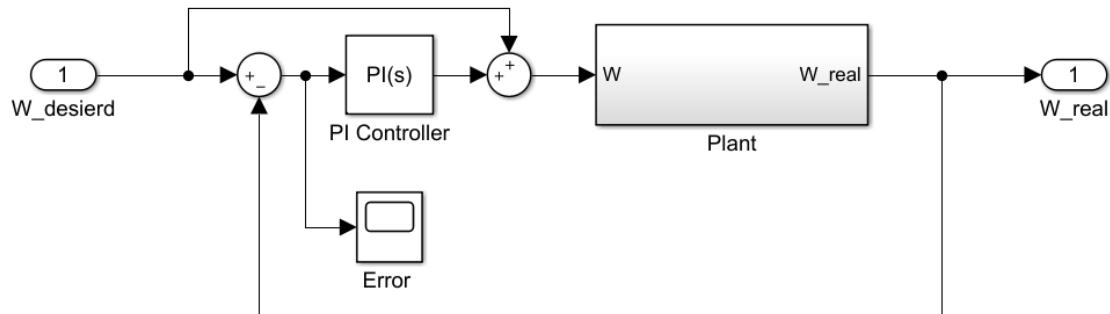 1
W_desierd
+
−
PI(s)
PI Controller
+
+
W
W_real
Plant
1
W_real
Error